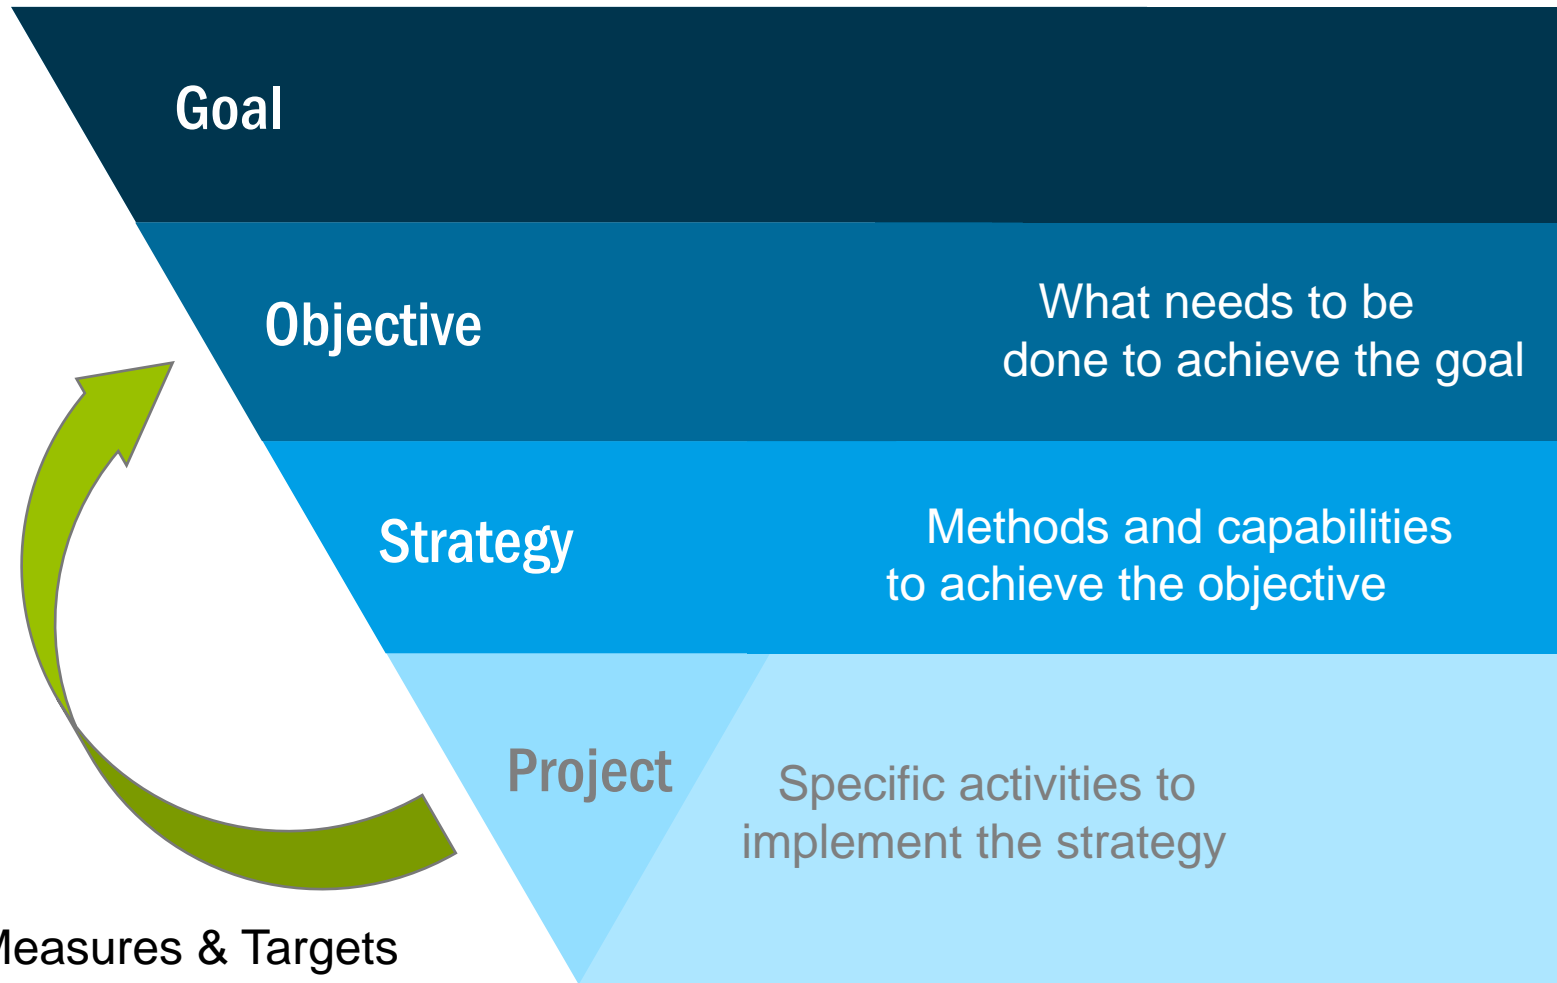 Goal
Objective
What needs to be
done to achieve the goal
Strategy
Methods and capabilities
to achieve the objective
Project
Specific activities to
implement the strategy
Measures & Targets